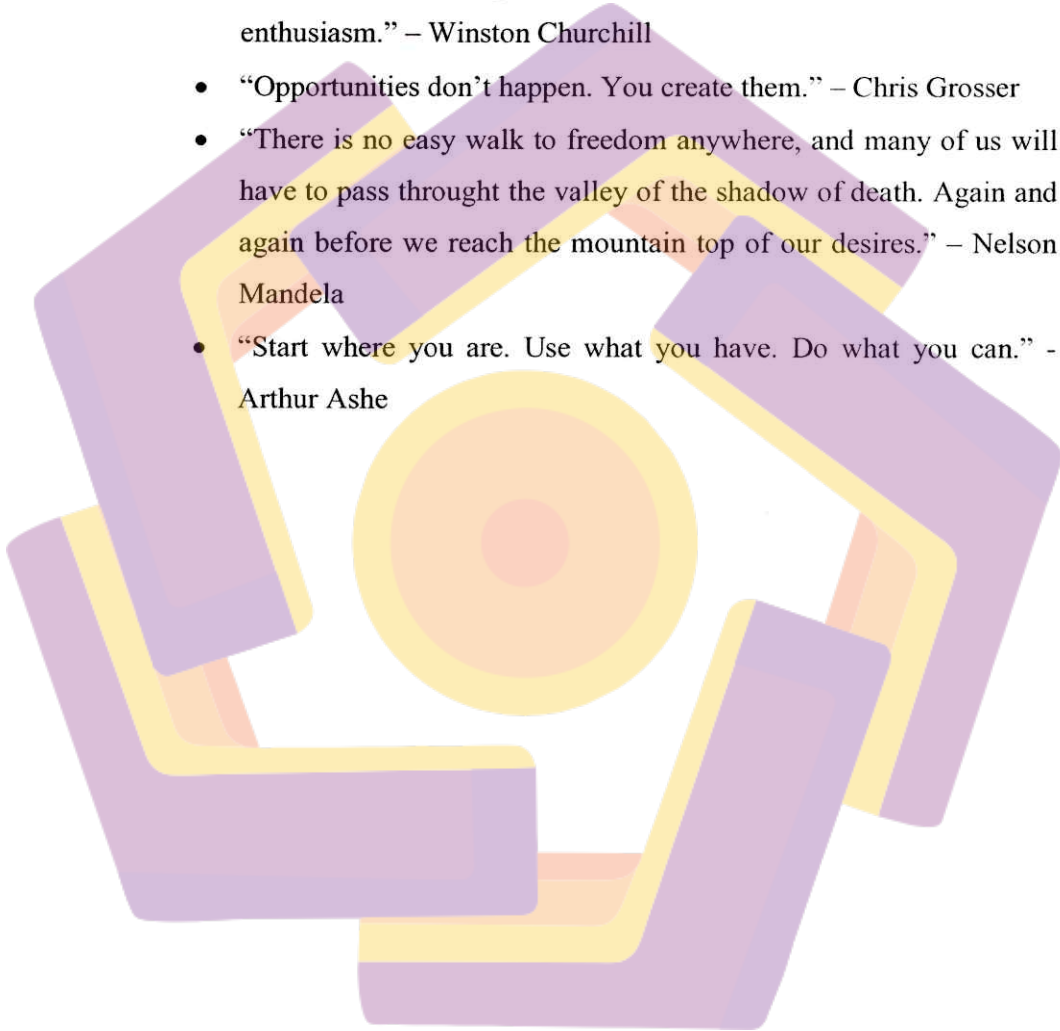 enthusiasm.” – Winston Churchill
• “Opportunities don’t happen. You create them.” – Chris Grosser
• “There is no easy walk to freedom anywhere, and many of us will
have to pass throught the valley of the shadow of death. Again and
again before we reach the mountain top of our desires.” – Nelson
Mandela
• “Start where you are. Use what you have. Do what you can.” -
Arthur Ashe